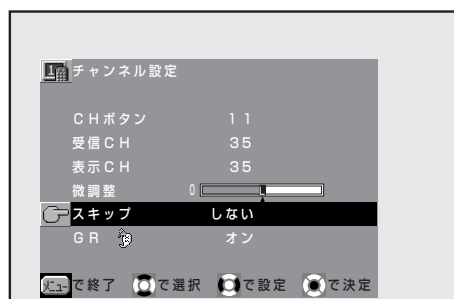 チャンネル設定
CHボタン 11
受信CH 35
表示CH 35
微調整 0
スキップ しない
GR オン
メニューで終了 で選択 で設定 で決定